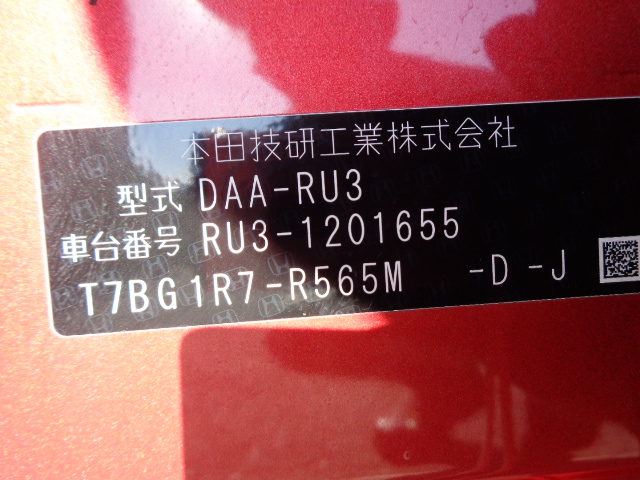 本田技研工業株式会社
型式 DAA-RU3
車台番号 RU3-1201655
T7BG1R7-R565M -D -J